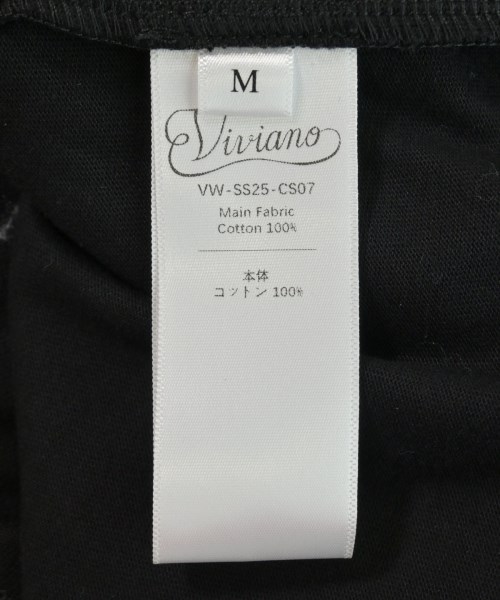 M
Viviano
VW-SS25-CS07
Main Fabric
Cotton 100%
本体
コットン 100%